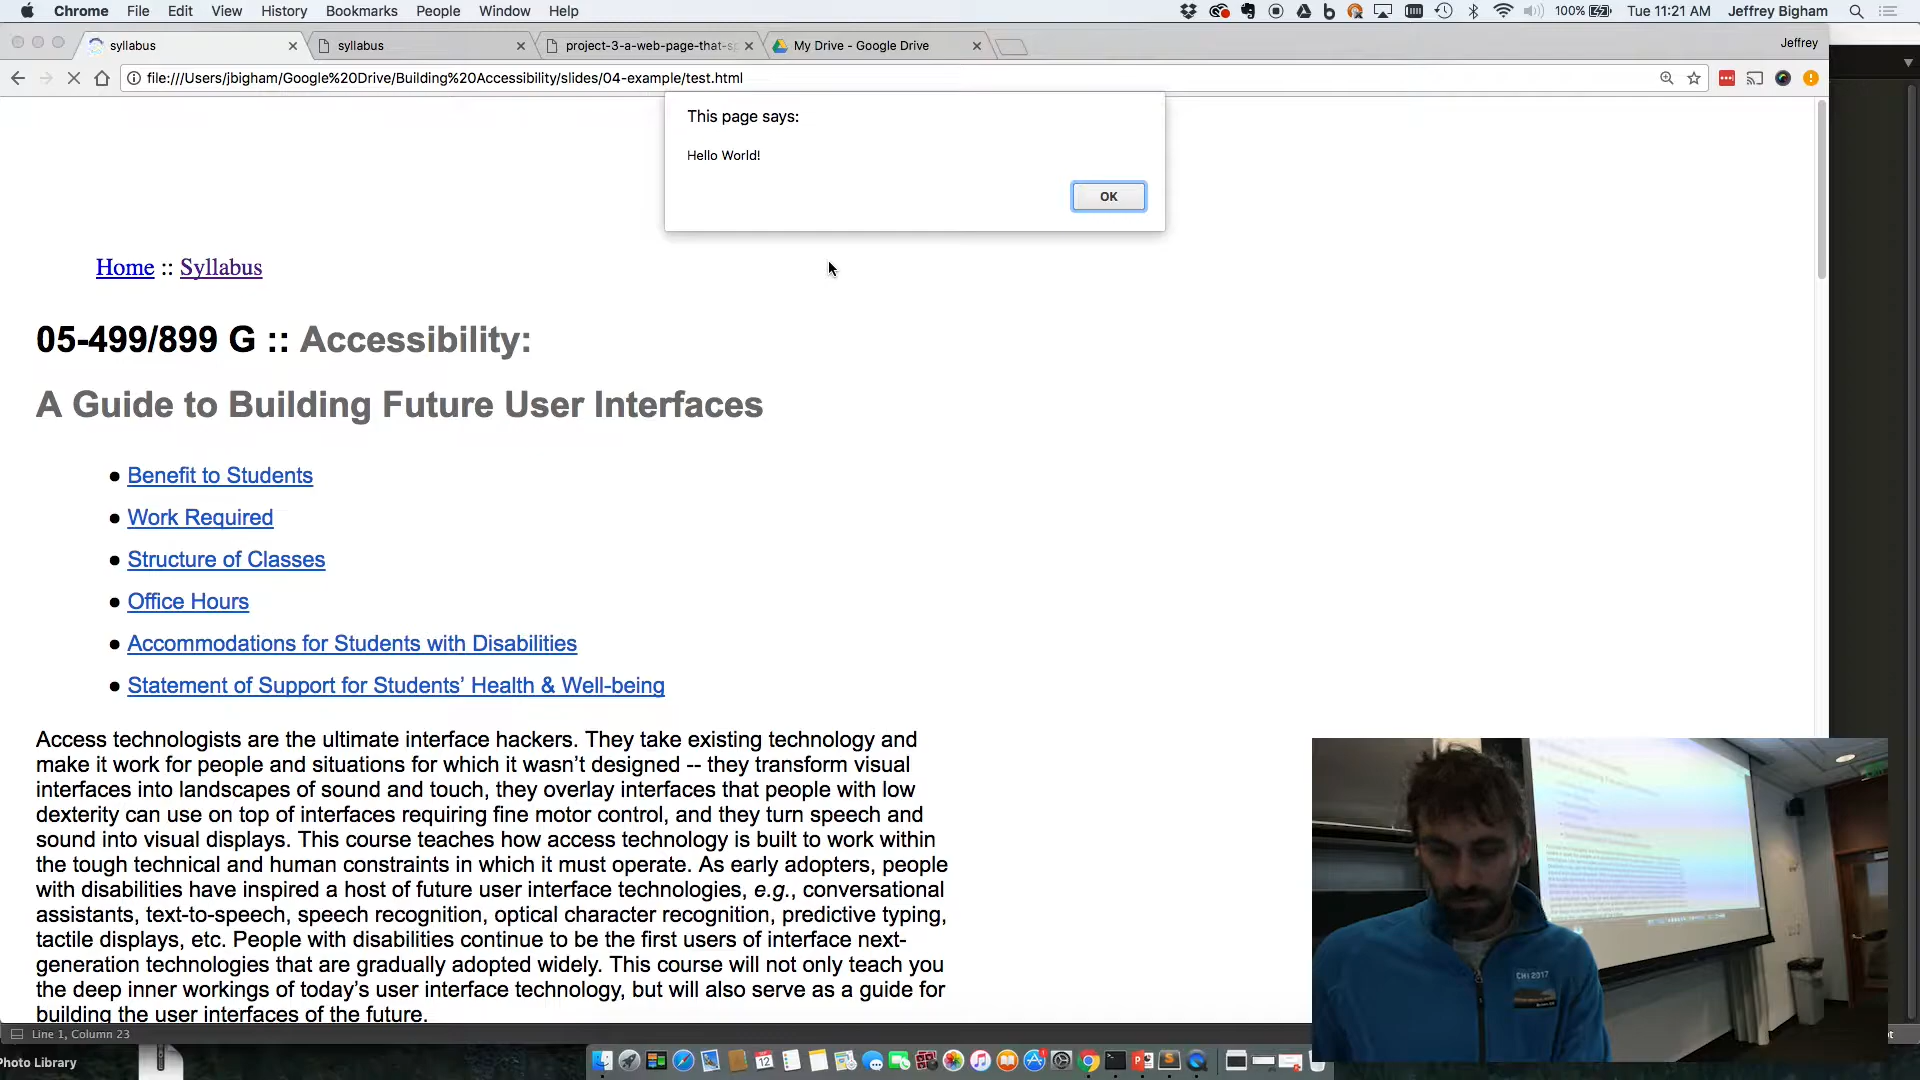 Chrome File Edit View History Bookmarks People Window Help 100% Tue 11:21 AM Jeffrey Bigham
syllabus syllabus project-3-a-web-page-that-s My Drive - Google Drive Jeffrey
file:///Users/jbigham/Google%20Drive/Building%20Accessibility/slides/04-example/test.html
This page says:
Hello World!
OK
Home :: Syllabus
05-499/899 G :: Accessibility:
A Guide to Building Future User Interfaces
• Benefit to Students
• Work Required
• Structure of Classes
• Office Hours
• Accommodations for Students with Disabilities
• Statement of Support for Students’ Health & Well-being
Access technologists are the ultimate interface hackers. They take existing technology and
make it work for people and situations for which it wasn’t designed -- they transform visual
interfaces into landscapes of sound and touch, they overlay interfaces that people with low
dexterity can use on top of interfaces requiring fine motor control, and they turn speech and
sound into visual displays. This course teaches how access technology is built to work within
the tough technical and human constraints in which it must operate. As early adopters, people
with disabilities have inspired a host of future user interface technologies, e.g., conversational
assistants, text-to-speech, speech recognition, optical character recognition, predictive typing,
tactile displays, etc. People with disabilities continue to be the first users of interface next-
generation technologies that are gradually adopted widely. This course will not only teach you
the deep inner workings of today’s user interface technology, but will also serve as a guide for
building the user interfaces of the future.
CHI 2017
Line 1, Column 23
Photo Library